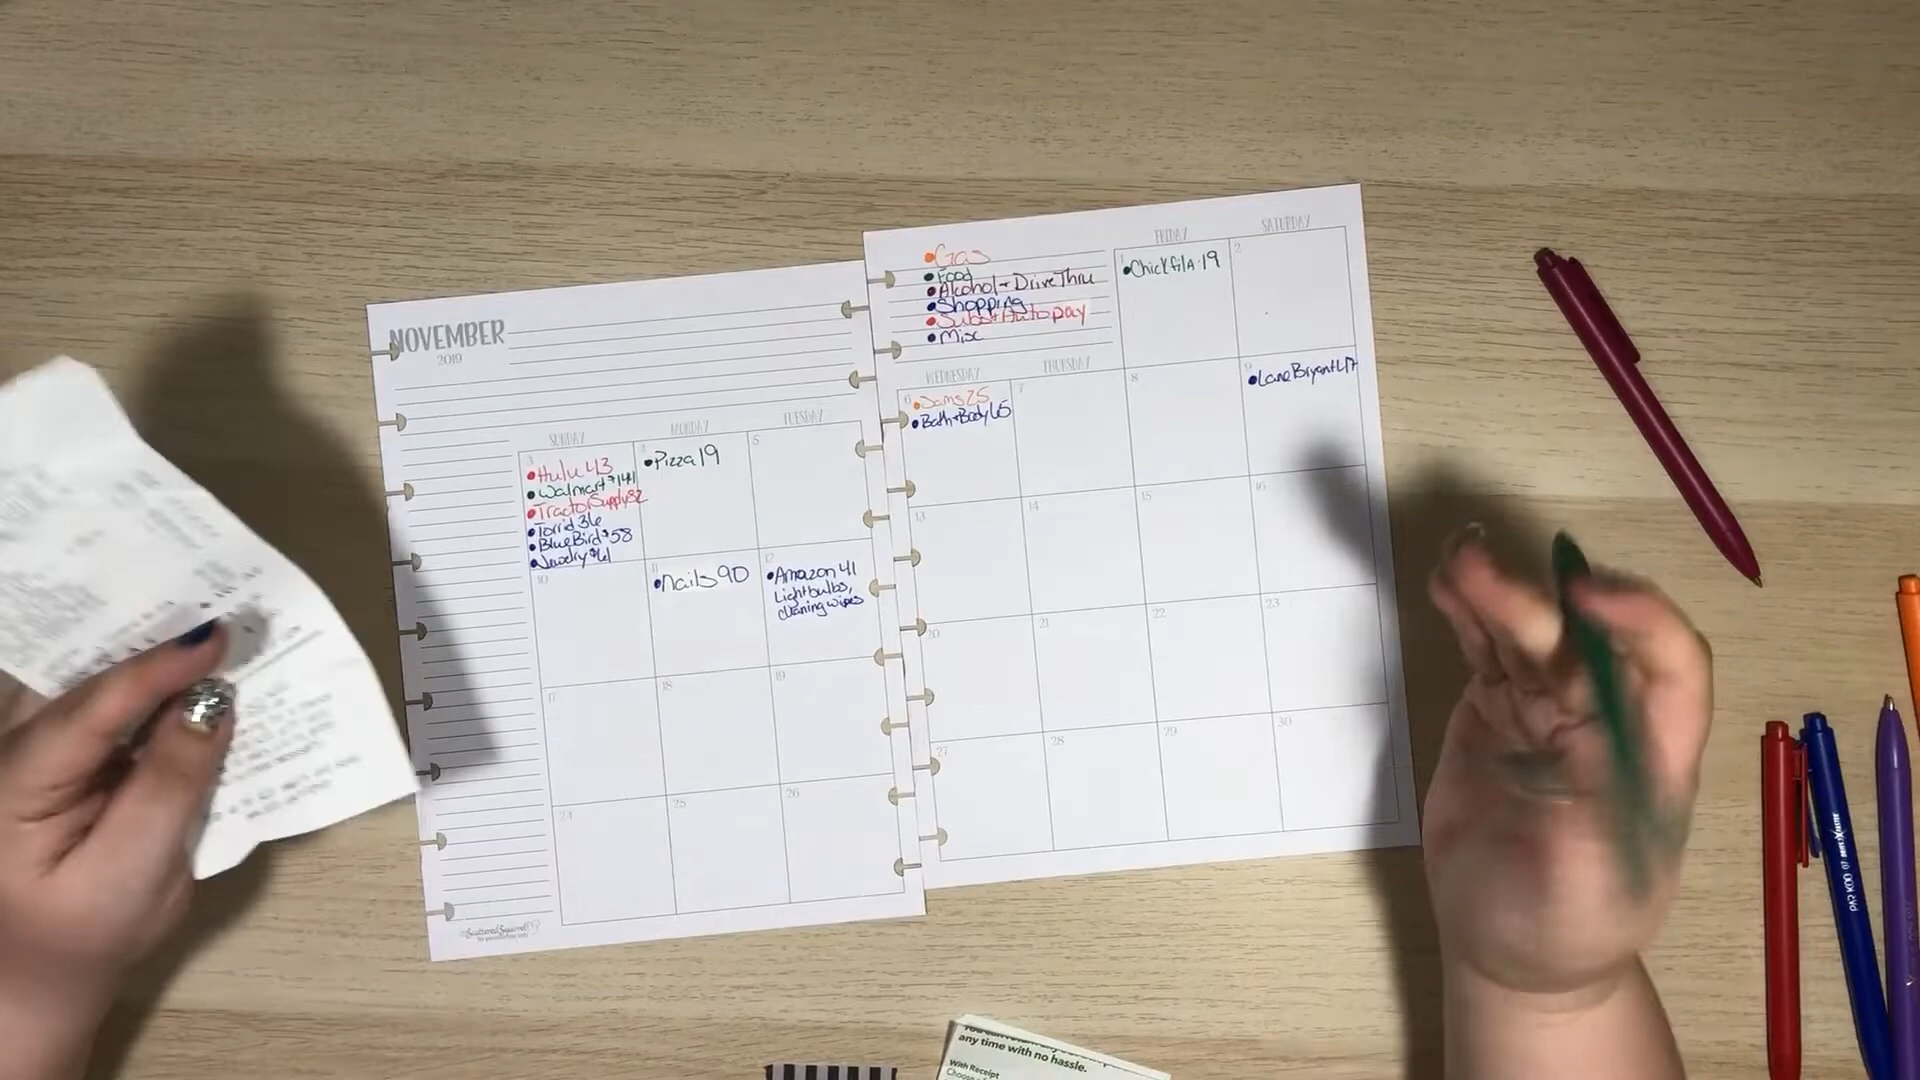 NOVEMBER
2019
SUNDAY
MONDAY
TUESDAY
3
•Hulu 43
•Walmart $141
•TractorSupply 82
•Torrid 36
•BlueBird $58
•Jewelry $61
4
•Pizza 19
5
10
11
•nails 90
12
•Amazon 41
Lightbulbs,
cleaning wipes
17
18
19
24
25
26
ScatteredSquirrel
•Gas
•Food
•Alcohol + Drive Thru
•Shopping
•Subs + Autopay
•Misc
FRIDAY
SATURDAY
1
•Chickfila 19
2
WEDNESDAY
THURSDAY
6
•Sams 25
•Bath+Body 65
7
8
9
•Lane Bryant
13
14
15
16
20
21
22
23
27
28
29
30
any time with no hassle.
With Receipt